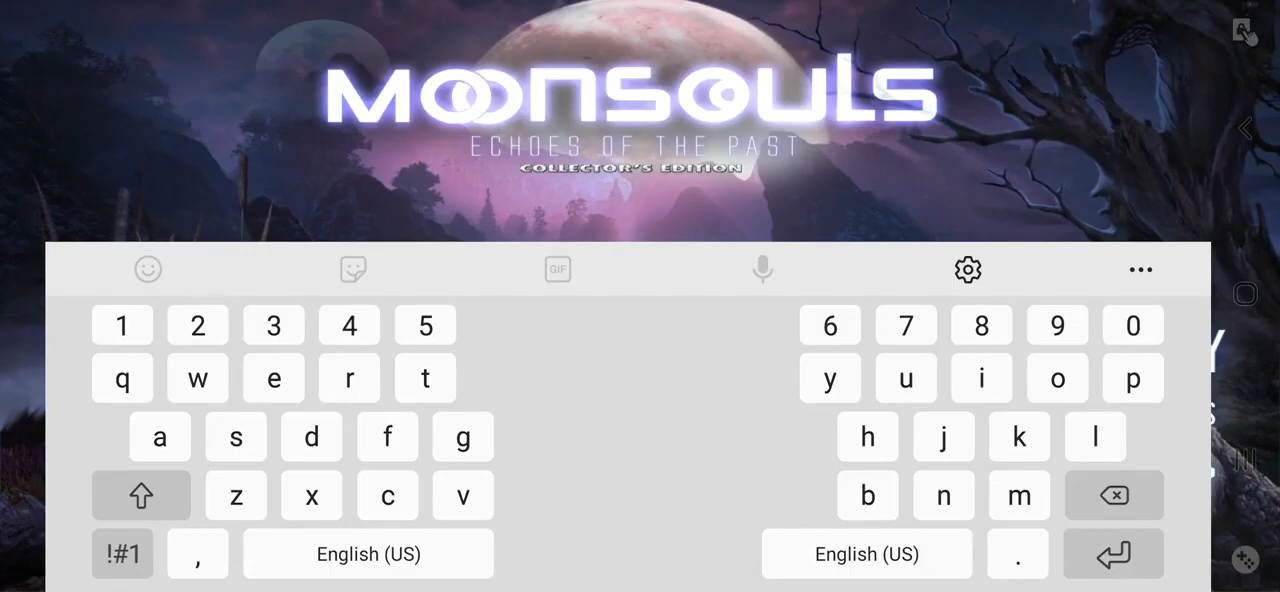 MOONSOULS
ECHOES OF THE PAST
COLLECTOR'S EDITION
GIF
1 2 3 4 5 6 7 8 9 0
q w e r t y u i o p
a s d f g h j k l
z x c v b n m
!#1 , English (US) English (US) .